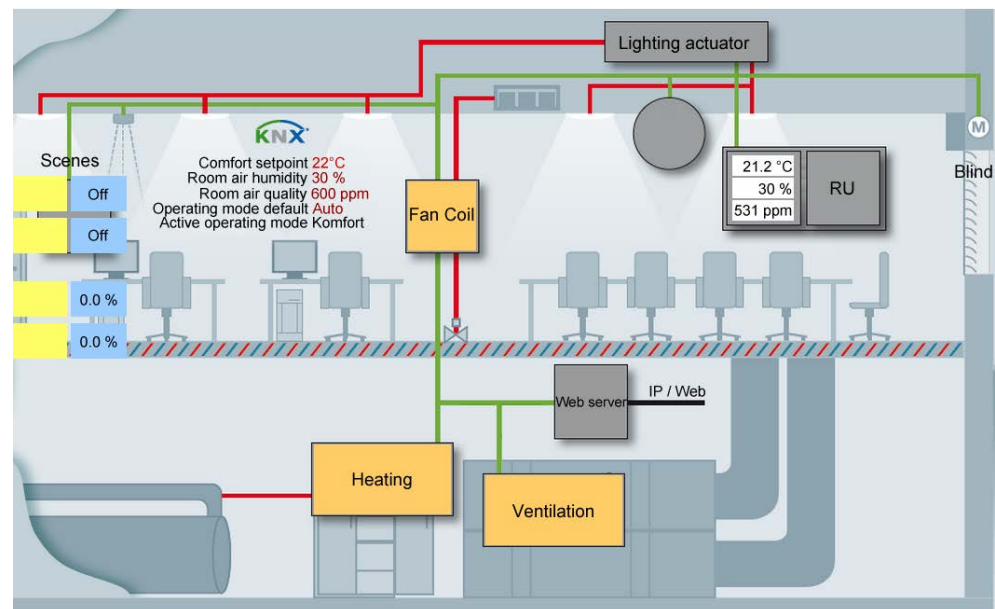 Lighting actuator
KNX
Scenes
Comfort setpoint 22°C
Room air humidity 30 %
Room air quality 600 ppm
Operating mode default Auto
Active operating mode Komfort
Off
Off
0.0 %
0.0 %
Fan Coil
21.2 °C
30 %
531 ppm
RU
M
Blind
Web server
IP / Web
Heating
Ventilation